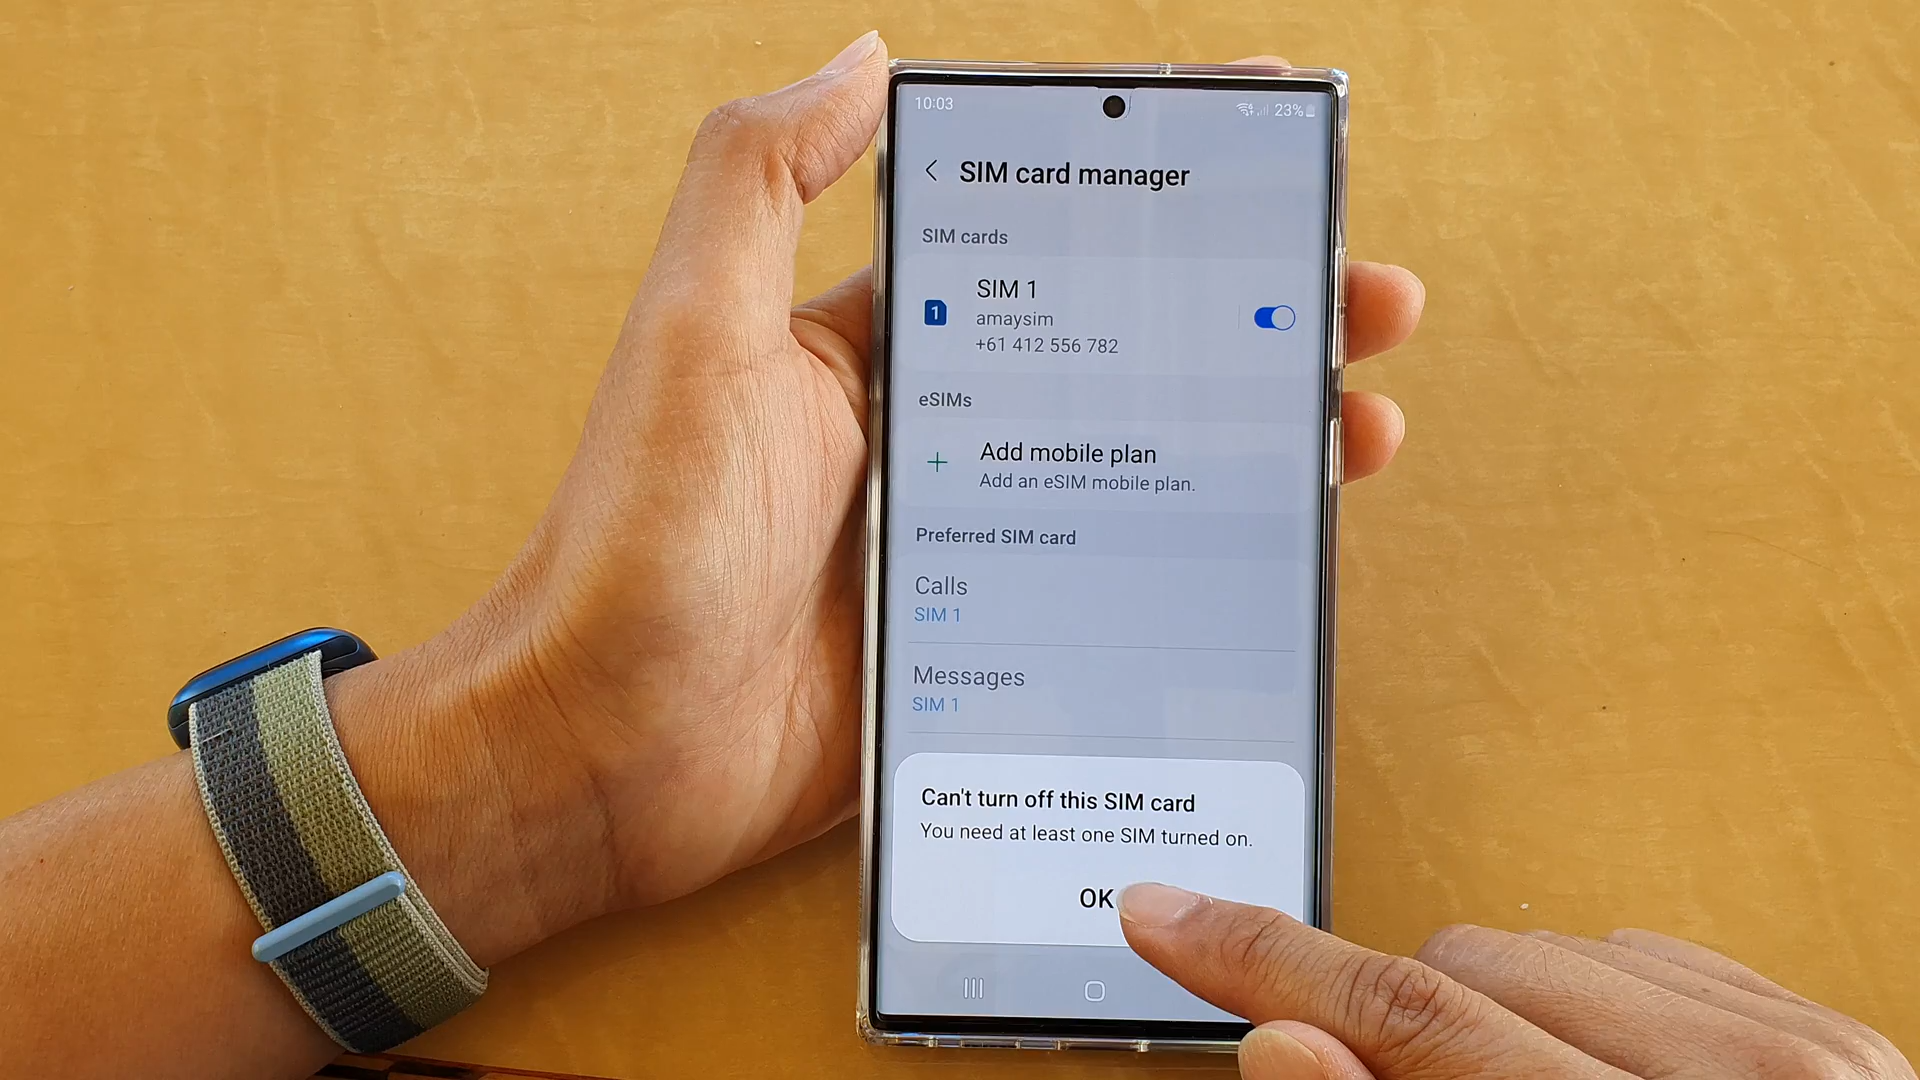 10:03
23%
SIM card manager
SIM cards
1
SIM 1
amaysim
+61 412 556 782
eSIMs
Add mobile plan
Add an eSIM mobile plan.
Preferred SIM card
Calls
SIM 1
Messages
SIM 1
Can't turn off this SIM card
You need at least one SIM turned on.
OK